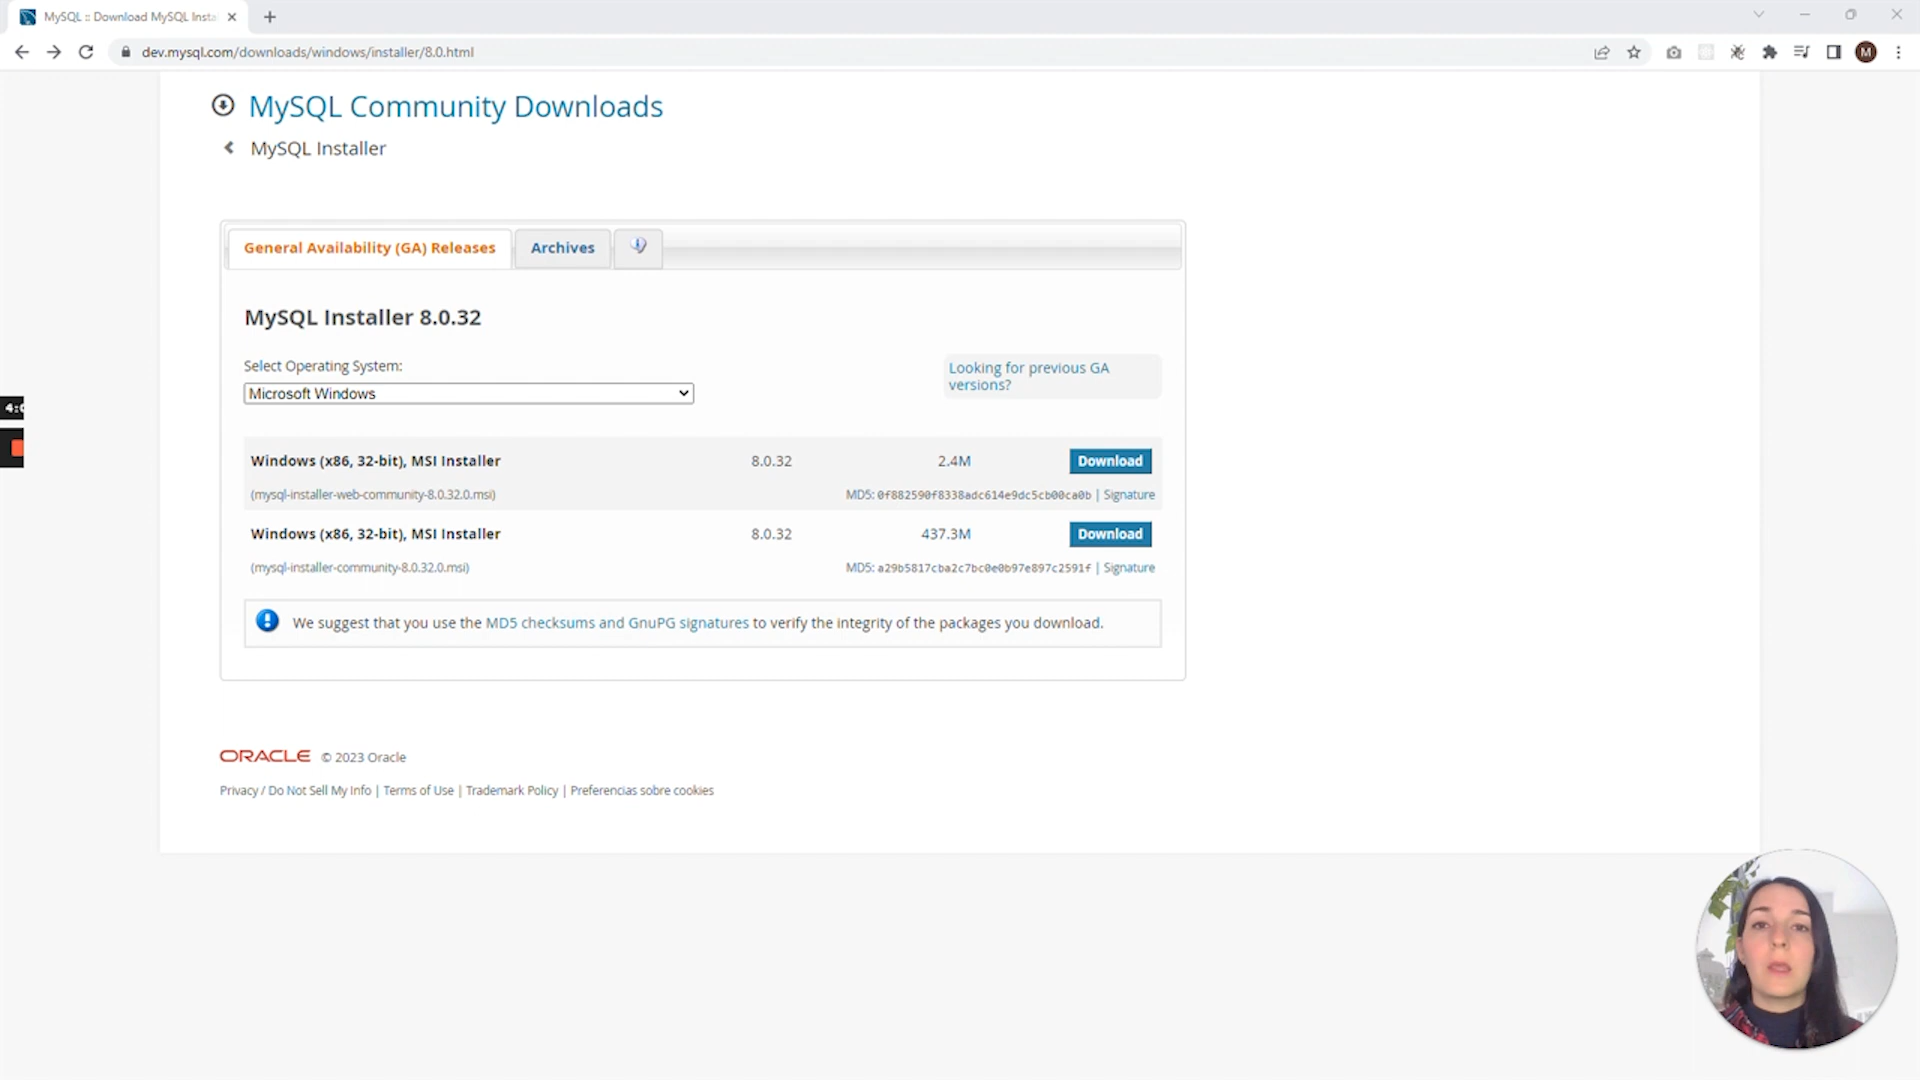 MySQL :: Download MySQL Insta
dev.mysql.com/downloads/windows/installer/8.0.html
M
MySQL Community Downloads
MySQL Installer
General Availability (GA) Releases
Archives
MySQL Installer 8.0.32
Select Operating System:
Microsoft Windows
Looking for previous GA
versions?
Windows (x86, 32-bit), MSI Installer 8.0.32 2.4M Download
(mysql-installer-web-community-8.0.32.0.msi) MD5: 0f882590f8338adc614e9dc5cb00ca0b | Signature
Windows (x86, 32-bit), MSI Installer 8.0.32 437.3M Download
(mysql-installer-community-8.0.32.0.msi) MD5: a29b5817cba2c7bc0e0b97e897c2591f | Signature
We suggest that you use the MD5 checksums and GnuPG signatures to verify the integrity of the packages you download.
ORACLE © 2023 Oracle
Privacy / Do Not Sell My Info | Terms of Use | Trademark Policy | Preferencias sobre cookies